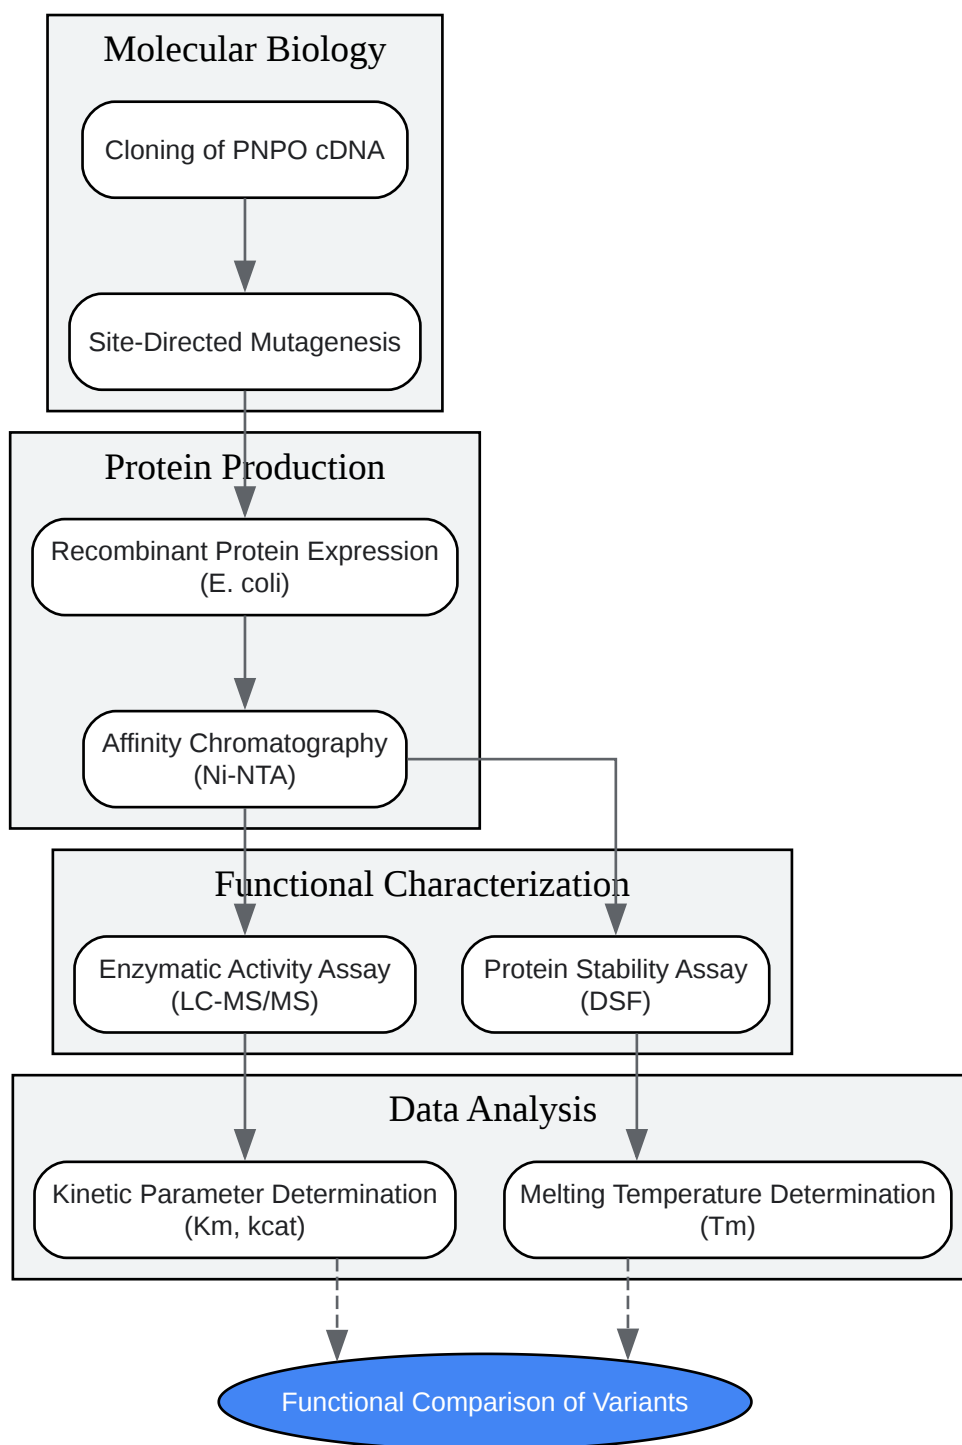 Molecular Biology
Cloning of PNPO cDNA
Site-Directed Mutagenesis
Protein Production
Recombinant Protein Expression
(E. coli)
Affinity Chromatography
(Ni-NTA)
Functional Characterization
Enzymatic Activity Assay
(LC-MS/MS)
Protein Stability Assay
(DSF)
Data Analysis
Kinetic Parameter Determination
(Km, kcat)
Melting Temperature Determination
(Tm)
Functional Comparison of Variants